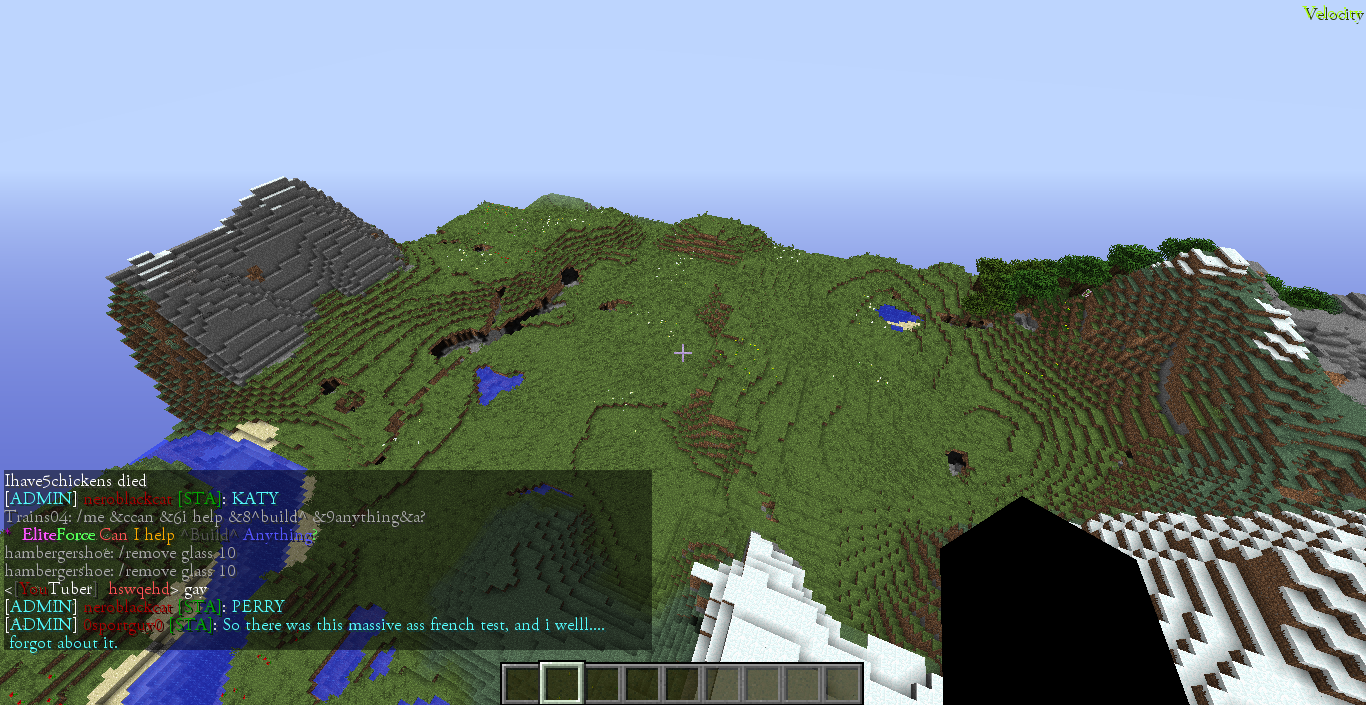 Velocity
Ihave5chickens died
[ADMIN] [STA]: KATY
Trains04: /me &ccan &6i help &8^build^ &9anything&a?
EliteForce Can I help ^Build^ Anything?
hambergershoe: /remove glass 10
hambergershoe: /remove glass 10
<[YouTuber] hswqehd> gay
[ADMIN] [STA]: PERRY
[ADMIN] 0sportguy0 [STA]: So there was this massive ass french test, and i welll....
forgot about it.